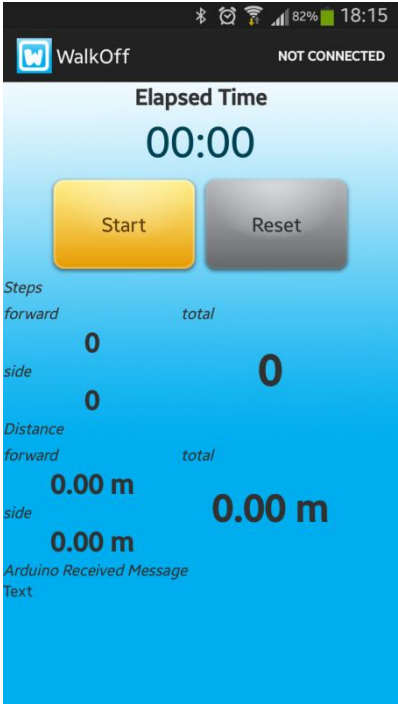 82% 18:15
W WalkOff NOT CONNECTED
Elapsed Time
00:00
Start Reset
Steps
forward total
0
side
0
0
Distance
forward total
0.00 m
side
0.00 m
0.00 m
Arduino Received Message
Text